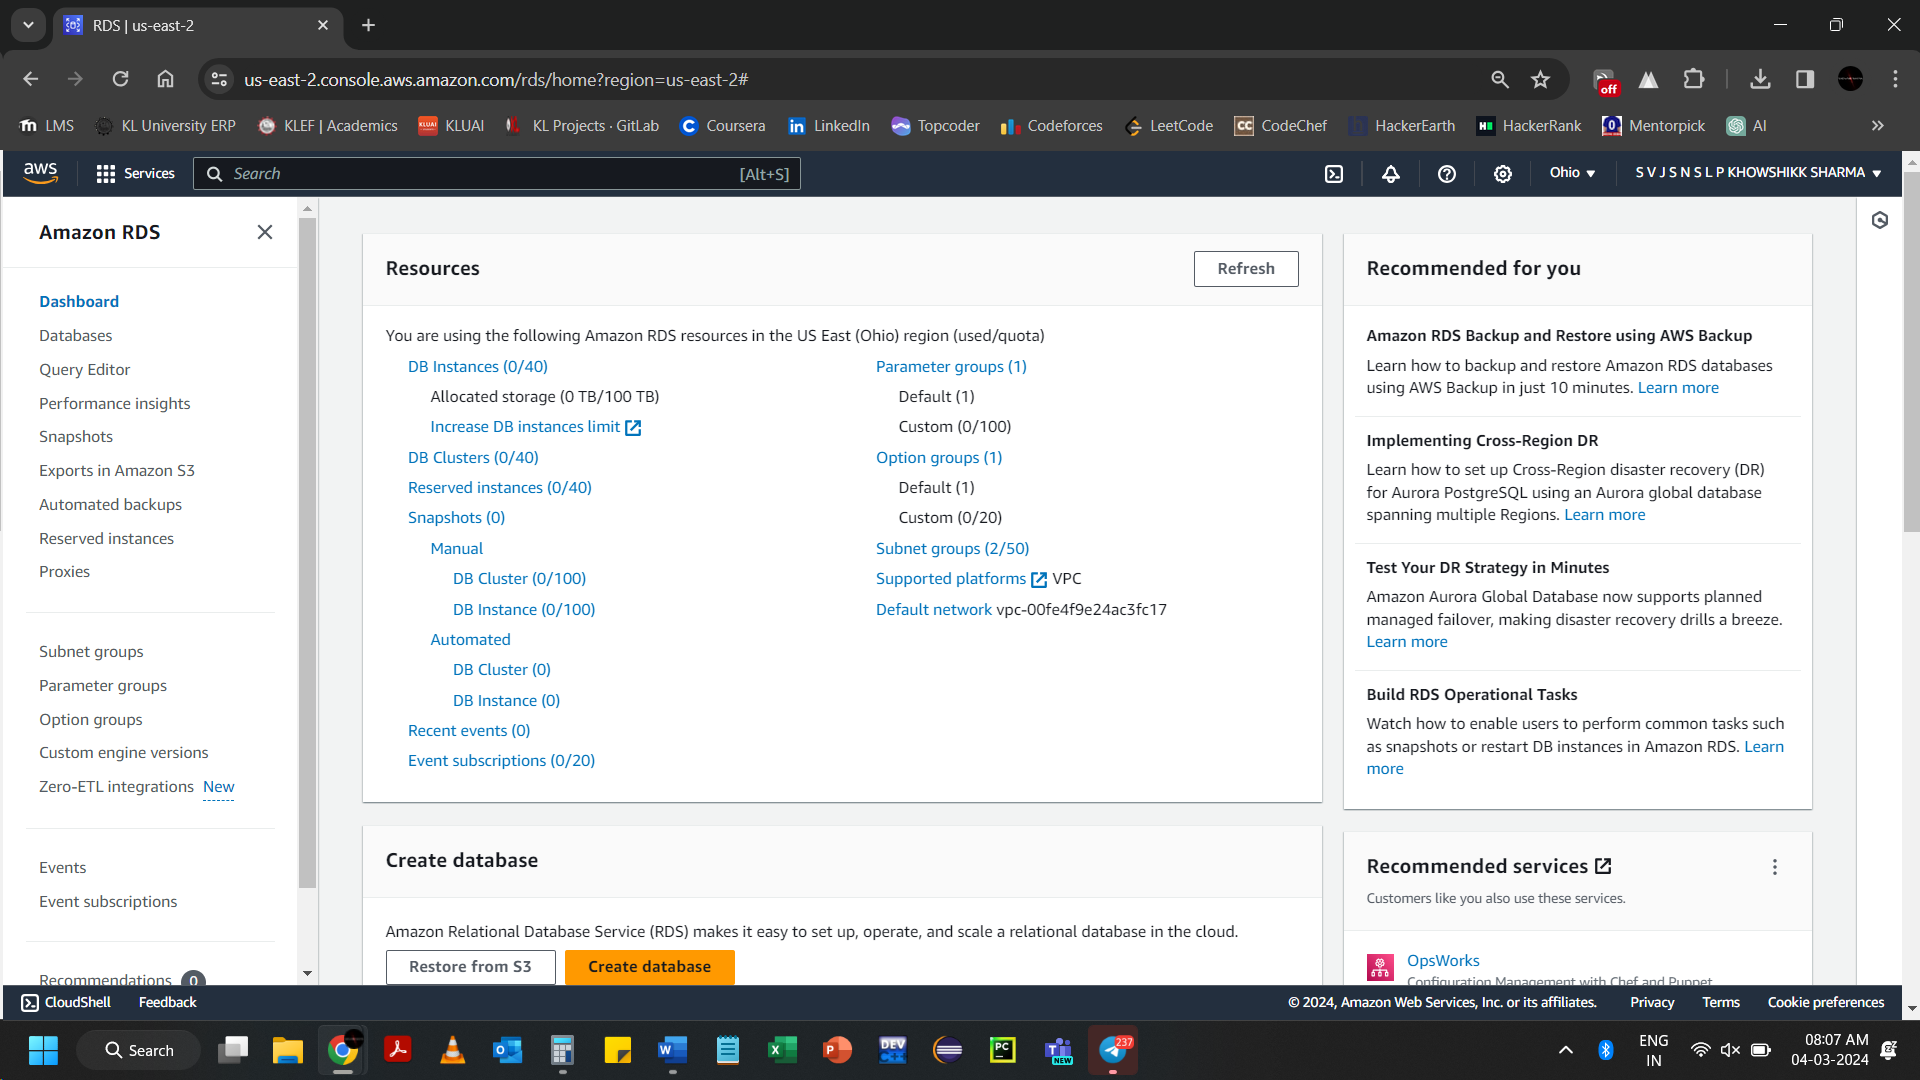 RDS | us-east-2
us-east-2.console.aws.amazon.com/rds/home?region=us-east-2#
off
LMS
KL University ERP
KLEF | Academics
KLUAI
KL Projects · GitLab
Coursera
LinkedIn
Topcoder
Codeforces
LeetCode
CodeChef
HackerEarth
HackerRank
Mentorpick
AI
aws
Services
Search
[Alt+S]
Ohio
S V J S N S L P KHOWSHIKK SHARMA
Amazon RDS
Dashboard
Databases
Query Editor
Performance insights
Snapshots
Exports in Amazon S3
Automated backups
Reserved instances
Proxies
Subnet groups
Parameter groups
Option groups
Custom engine versions
Zero-ETL integrations New
Events
Event subscriptions
Recommendations 0
Resources
Refresh
You are using the following Amazon RDS resources in the US East (Ohio) region (used/quota)
DB Instances (0/40)
Allocated storage (0 TB/100 TB)
Increase DB instances limit
DB Clusters (0/40)
Reserved instances (0/40)
Snapshots (0)
Manual
DB Cluster (0/100)
DB Instance (0/100)
Automated
DB Cluster (0)
DB Instance (0)
Recent events (0)
Event subscriptions (0/20)
Parameter groups (1)
Default (1)
Custom (0/100)
Option groups (1)
Default (1)
Custom (0/20)
Subnet groups (2/50)
Supported platforms VPC
Default network vpc-00fe4f9e24ac3fc17
Create database
Amazon Relational Database Service (RDS) makes it easy to set up, operate, and scale a relational database in the cloud.
Restore from S3
Create database
Recommended for you
Amazon RDS Backup and Restore using AWS Backup
Learn how to backup and restore Amazon RDS databases
using AWS Backup in just 10 minutes. Learn more
Implementing Cross-Region DR
Learn how to set up Cross-Region disaster recovery (DR)
for Aurora PostgreSQL using an Aurora global database
spanning multiple Regions. Learn more
Test Your DR Strategy in Minutes
Amazon Aurora Global Database now supports planned
managed failover, making disaster recovery drills a breeze.
Learn more
Build RDS Operational Tasks
Watch how to enable users to perform common tasks such
as snapshots or restart DB instances in Amazon RDS. Learn
more
Recommended services
Customers like you also use these services.
OpsWorks
Configuration Management with Chef and Puppet
CloudShell
Feedback
© 2024, Amazon Web Services, Inc. or its affiliates.
Privacy
Terms
Cookie preferences
Search
DEV
PC
NEW
237
ENG
IN
08:07 AM
04-03-2024